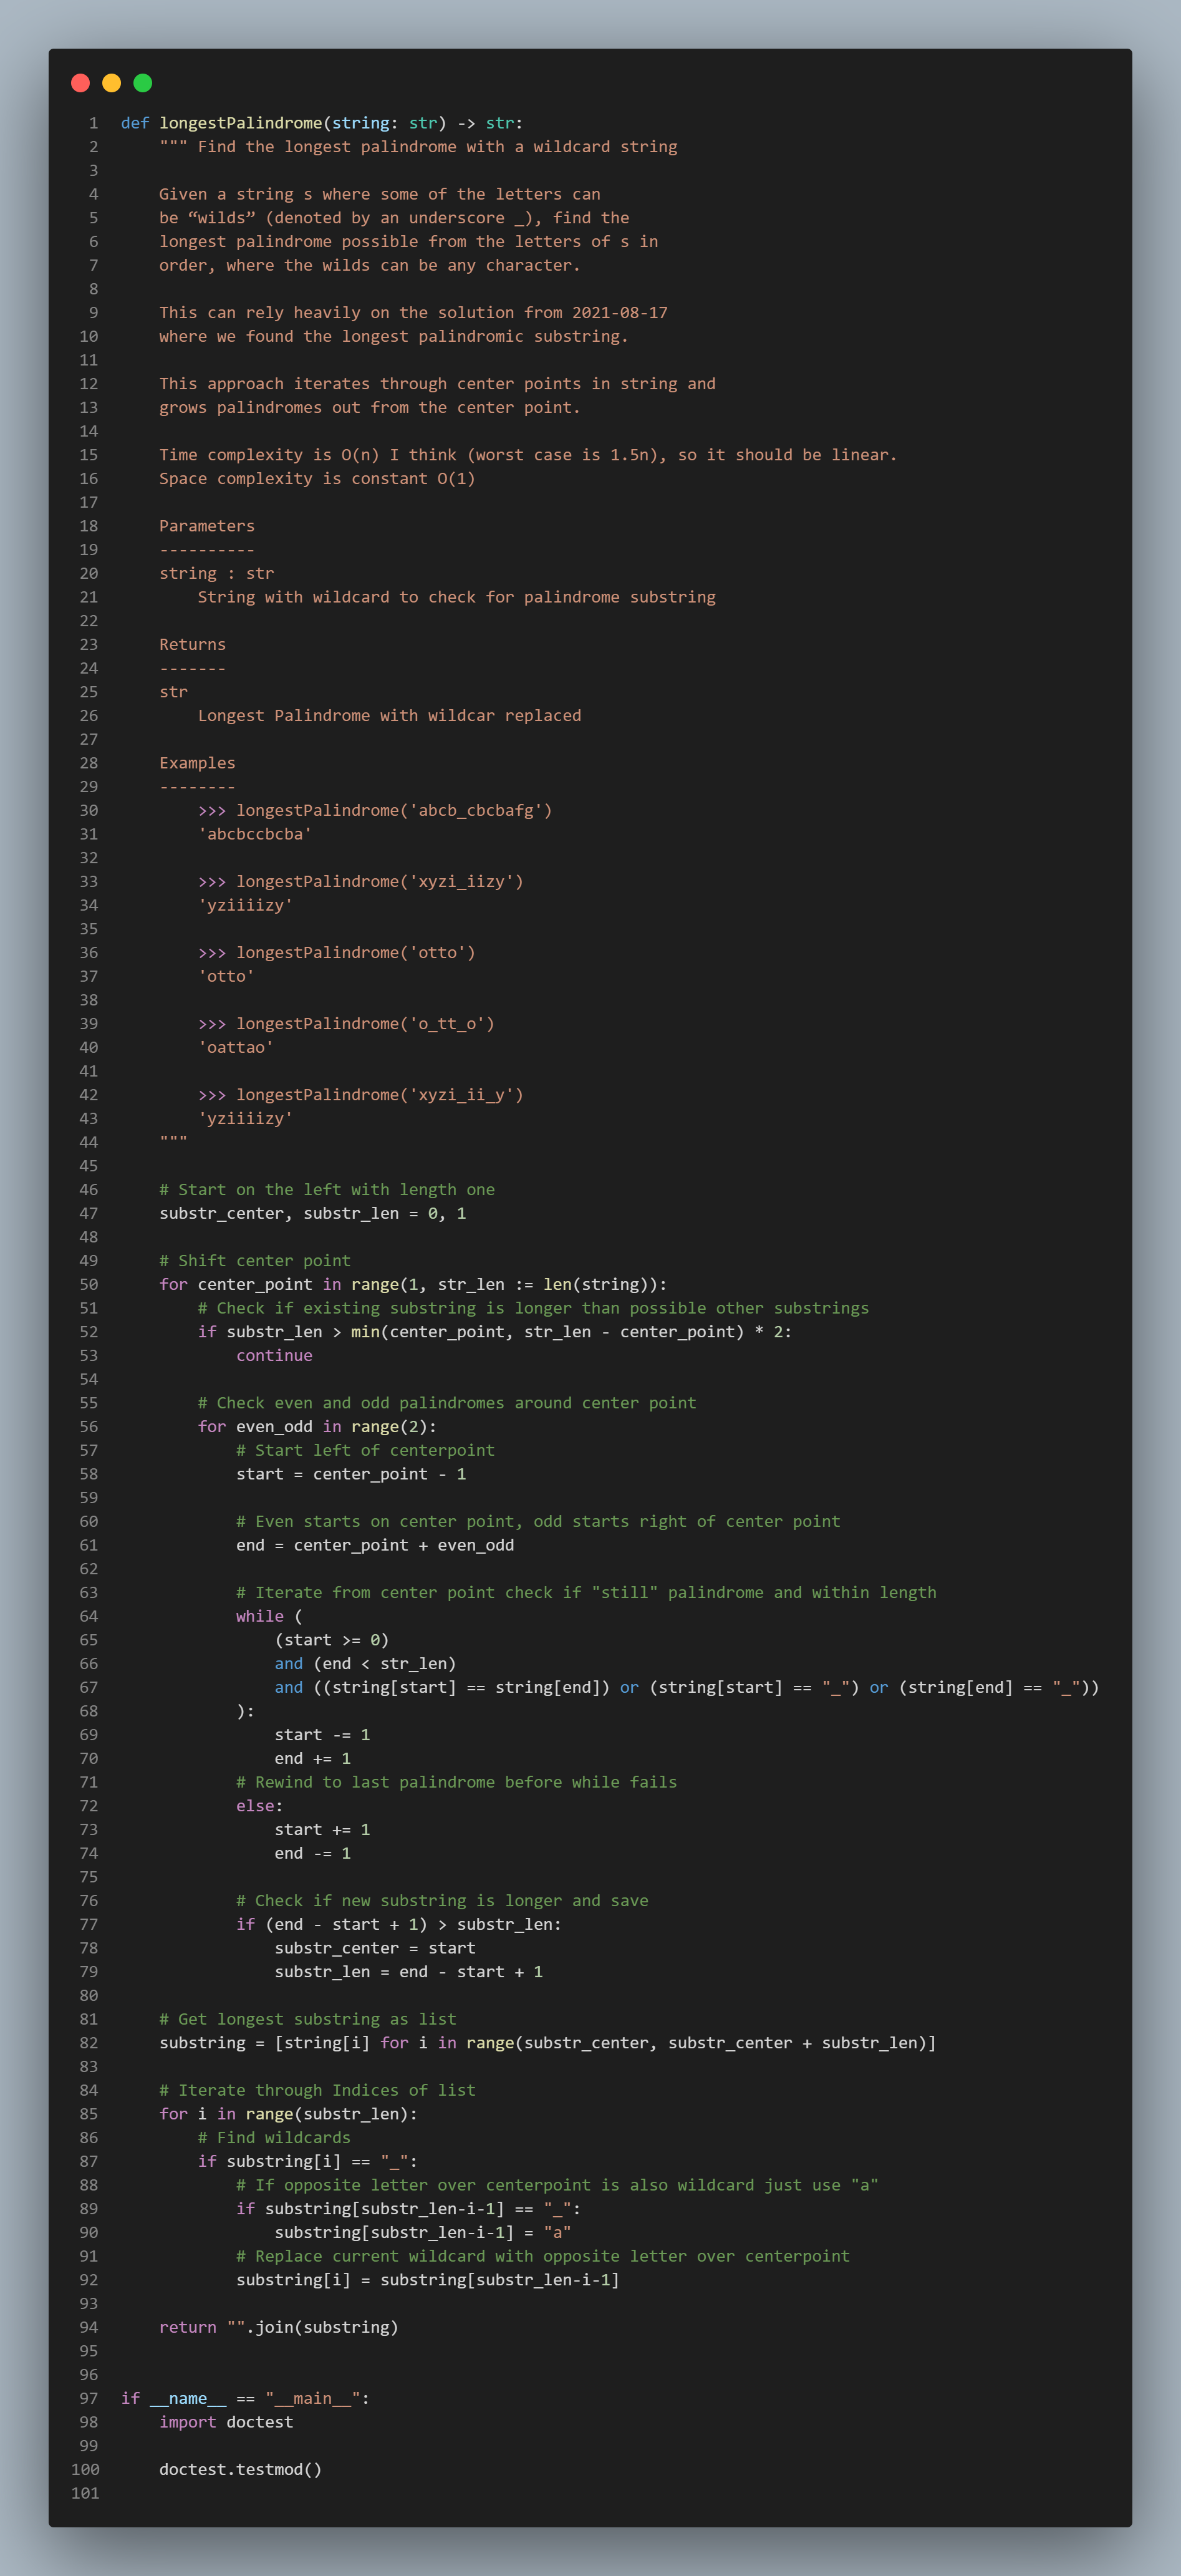 1 def longestPalindrome(string: str) -> str:
2     """ Find the longest palindrome with a wildcard string
3
4     Given a string s where some of the letters can
5     be “wilds” (denoted by an underscore _), find the
6     longest palindrome possible from the letters of s in
7     order, where the wilds can be any character.
8
9     This can rely heavily on the solution from 2021-08-17
10     where we found the longest palindromic substring.
11
12     This approach iterates through center points in string and
13     grows palindromes out from the center point.
14
15     Time complexity is O(n) I think (worst case is 1.5n), so it should be linear.
16     Space complexity is constant O(1)
17
18     Parameters
19     ----------
20     string : str
21         String with wildcard to check for palindrome substring
22
23     Returns
24     -------
25     str
26         Longest Palindrome with wildcar replaced
27
28     Examples
29     --------
30         >>> longestPalindrome('abcb_cbcbafg')
31         'abcbccbcba'
32
33         >>> longestPalindrome('xyzi_iizy')
34         'yziiiizy'
35
36         >>> longestPalindrome('otto')
37         'otto'
38
39         >>> longestPalindrome('o_tt_o')
40         'oattao'
41
42         >>> longestPalindrome('xyzi_ii_y')
43         'yziiiizy'
44     """
45
46     # Start on the left with length one
47     substr_center, substr_len = 0, 1
48
49     # Shift center point
50     for center_point in range(1, str_len := len(string)):
51         # Check if existing substring is longer than possible other substrings
52         if substr_len > min(center_point, str_len - center_point) * 2:
53             continue
54
55         # Check even and odd palindromes around center point
56         for even_odd in range(2):
57             # Start left of centerpoint
58             start = center_point - 1
59
60             # Even starts on center point, odd starts right of center point
61             end = center_point + even_odd
62
63             # Iterate from center point check if "still" palindrome and within length
64             while (
65                 (start >= 0)
66                 and (end < str_len)
67                 and ((string[start] == string[end]) or (string[start] == "_") or (string[end] == "_"))
68             ):
69                 start -= 1
70                 end += 1
71             # Rewind to last palindrome before while fails
72             else:
73                 start += 1
74                 end -= 1
75
76             # Check if new substring is longer and save
77             if (end - start + 1) > substr_len:
78                 substr_center = start
79                 substr_len = end - start + 1
80
81     # Get longest substring as list
82     substring = [string[i] for i in range(substr_center, substr_center + substr_len)]
83
84     # Iterate through Indices of list
85     for i in range(substr_len):
86         # Find wildcards
87         if substring[i] == "_":
88             # If opposite letter over centerpoint is also wildcard just use "a"
89             if substring[substr_len-i-1] == "_":
90                 substring[substr_len-i-1] = "a"
91             # Replace current wildcard with opposite letter over centerpoint
92             substring[i] = substring[substr_len-i-1]
93
94     return "".join(substring)
95
96
97 if __name__ == "__main__":
98     import doctest
99
100     doctest.testmod()
101